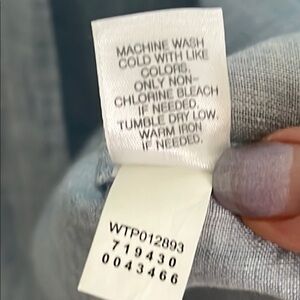 MACHINE WASH
COLD WITH LIKE
COLORS.
ONLY NON-
CHLORINE BLEACH
IF NEEDED.
TUMBLE DRY LOW.
WARM IRON
IF NEEDED.
WTP012893
719430
0043466